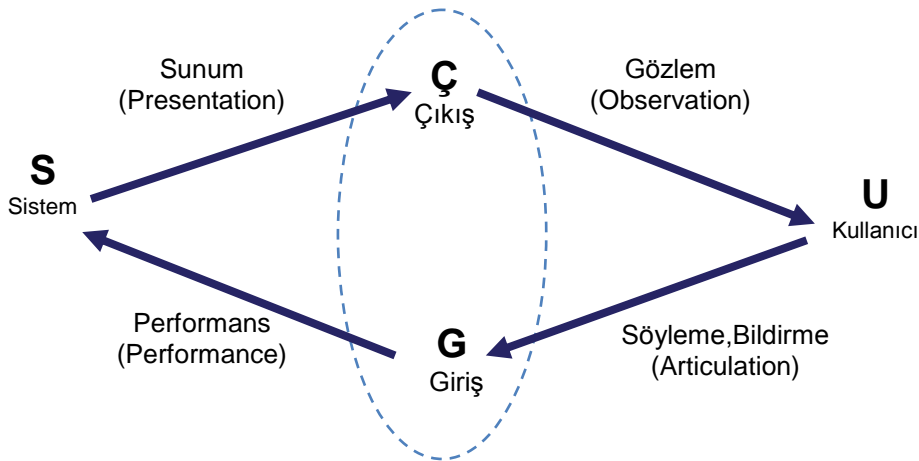 Sunum
(Presentation)
Ç
Çıkış
Gözlem
(Observation)
S
Sistem
U
Kullanıcı
Performans
(Performance)
G
Giriş
Söyleme,Bildirme
(Articulation)